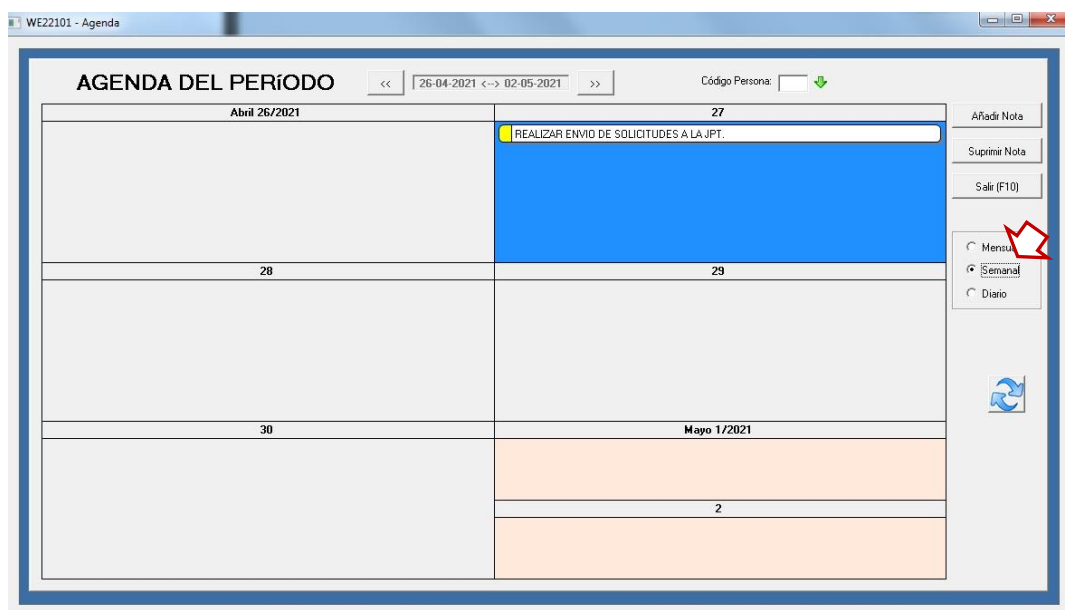 WE22101 - Agenda
AGENDA DEL PERíODO
<<
26-04-2021 <--> 02-05-2021
>>
Código Persona:
Abril 26/2021
27
Añadir Nota
REALIZAR ENVIO DE SOLICITUDES A LA JPT.
Suprimir Nota
Salir (F10)
28
29
Semanal
Diario
30
Mayo 1/2021
2